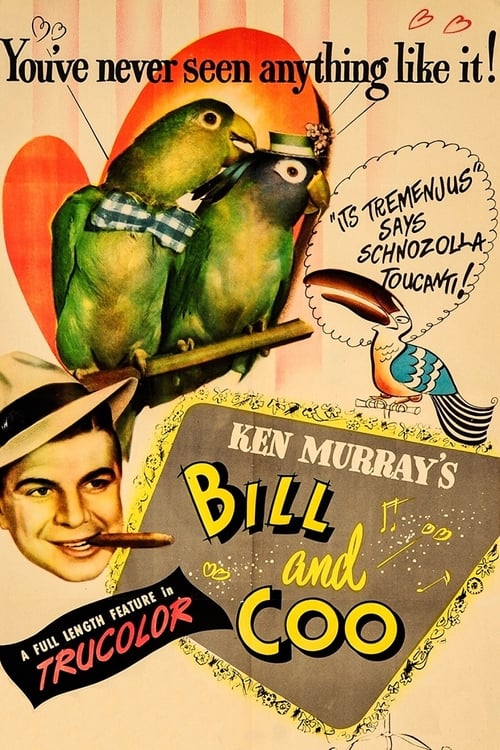 You've never seen anything like it!
"ITS TREMENJUS"
SAYS
SCHNOZOLLA
TOUCANTI!
KEN MURRAY'S
BILL
and
COO
A FULL LENGTH FEATURE in
TRUCOLOR